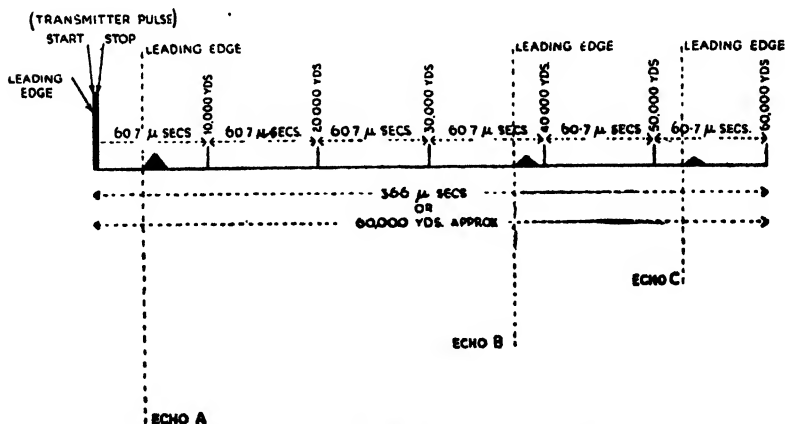 (TRANSMITTER PULSE)
START STOP
LEADING EDGE
LEADING EDGE
LEADING EDGE
LEADING
EDGE
10,000 YDS
20,000 YDS
30,000 YDS
40,000 YDS.
50,000 YDS
60,000 YDS
60.7 µ SECS
60.7 µ SECS.
60.7 µ SECS.
60.7 µ SECS
60.7 µ SECS.
60.7 µ SECS.
366 µ SECS
OR
60,000 YDS. APPROX
ECHO C
ECHO B
ECHO A